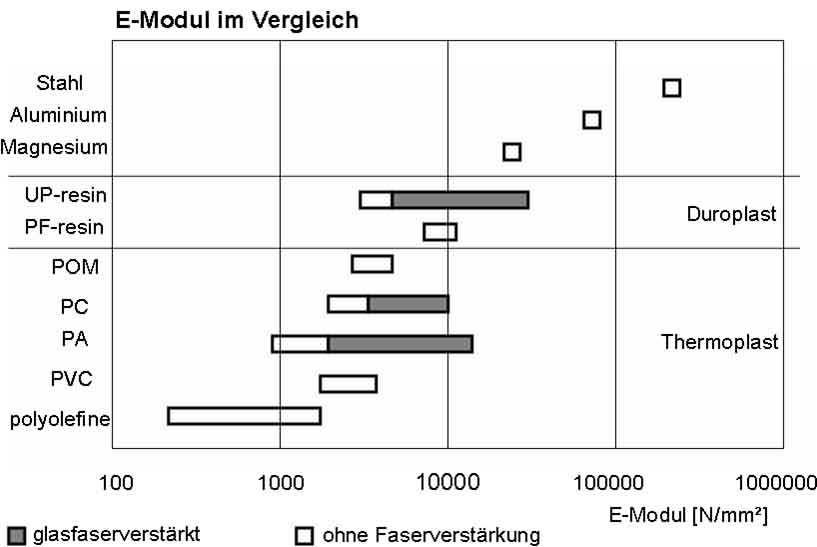 E-Modul im Vergleich
Stahl
Aluminium
Magnesium
UP-resin
PF-resin
Duroplast
POM
PC
PA
Thermoplast
PVC
polyolefine
100 1000 10000 100000 1000000
E-Modul [N/mm²]
glasfaserverstärkt ohne Faserverstärkung